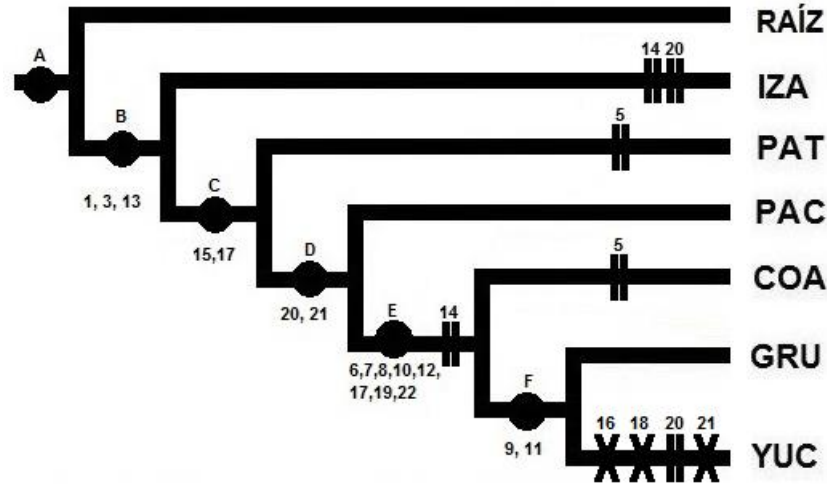 RAÍZ
A
14 20
IZA
B
5
1, 3, 13
PAT
C
15,17
PAC
D
5
20, 21
COA
E
14
6,7,8,10,12,
17,19,22
GRU
F
9, 11
16 18 20 21
YUC